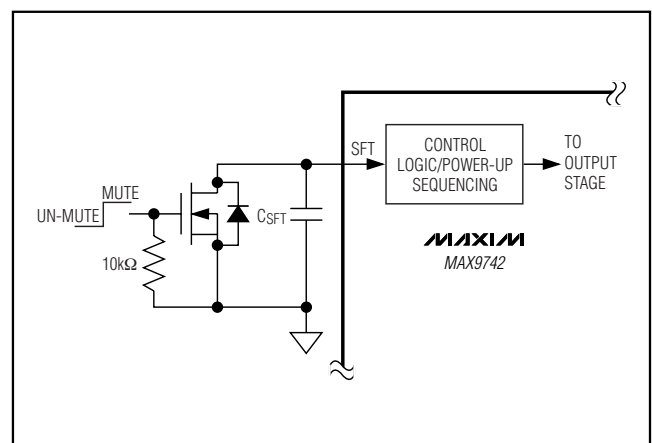 MUTE
UN-MUTE
10kΩ
CSFT
SFT
CONTROL
LOGIC/POWER-UP
SEQUENCING
TO
OUTPUT
STAGE
MAXIM
MAX9742